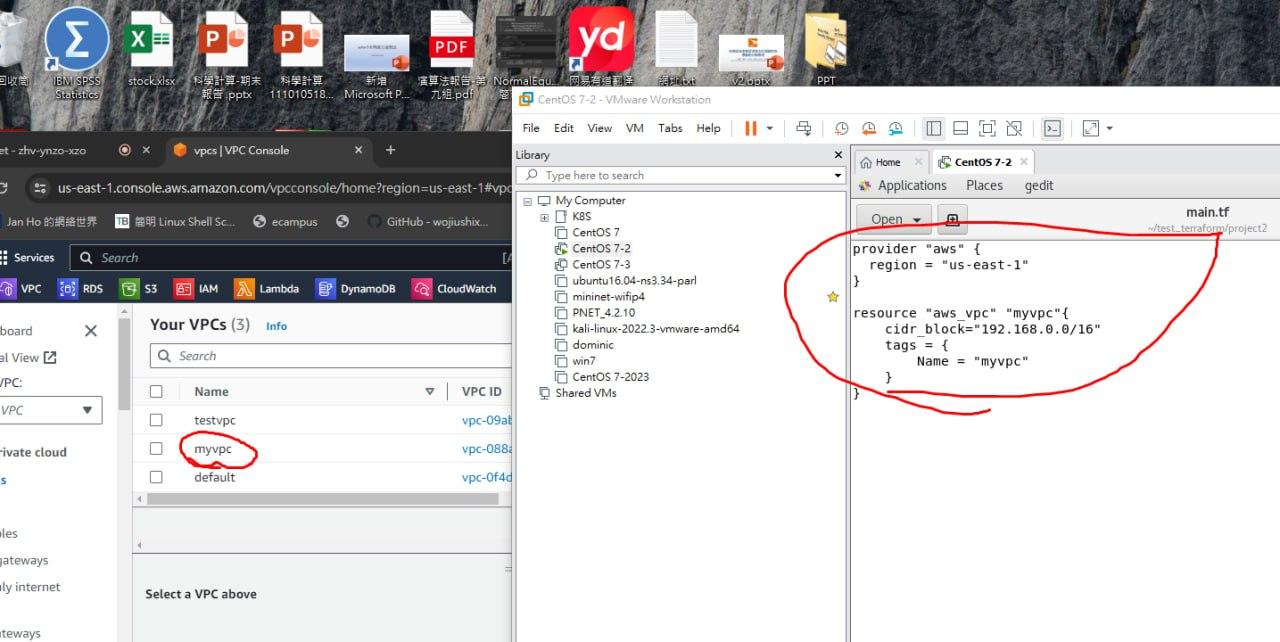 回收筒
IBM SPSS
Statistics
stock.xlsx
科學計算-期末
報告 .pptx
科學計算
111010518...
新增
Microsoft P...
PDF
演算法報告-第
九組.pdf
NormalEqu...
yd
网易有道翻译
網址.txt
v2.pptx
PPT
et - zhv-ynzo-xzo
vpcs | VPC Console
us-east-1.console.aws.amazon.com/vpcconsole/home?region=us-east-1#vpc
Jan Ho 的網絡世界
TB
簡明 Linux Shell Sc...
ecampus
GitHub - wojiushix...
Services
Search
[A
VPC
RDS
S3
IAM
Lambda
DynamoDB
CloudWatch
board
al View
VPC:
VPC
rivate cloud
s
les
gateways
ly internet
teways
Your VPCs (3) Info
Search
Name
VPC ID
testvpc
vpc-09ab
myvpc
vpc-088a
default
vpc-0f4d
Select a VPC above
CentOS 7-2 - VMware Workstation
File Edit View VM Tabs Help
Library
Type here to search
My Computer
K8S
CentOS 7
CentOS 7-2
CentOS 7-3
ubuntu16.04-ns3.34-parl
mininet-wifip4
PNET_4.2.10
kali-linux-2022.3-vmware-amd64
dominic
win7
CentOS 7-2023
Shared VMs
Home
CentOS 7-2
Applications Places gedit
Open
main.tf
~/test_terraform/project2
provider "aws" {
region = "us-east-1"
}
resource "aws_vpc" "myvpc"{
cidr_block="192.168.0.0/16"
tags = {
Name = "myvpc"
}
}